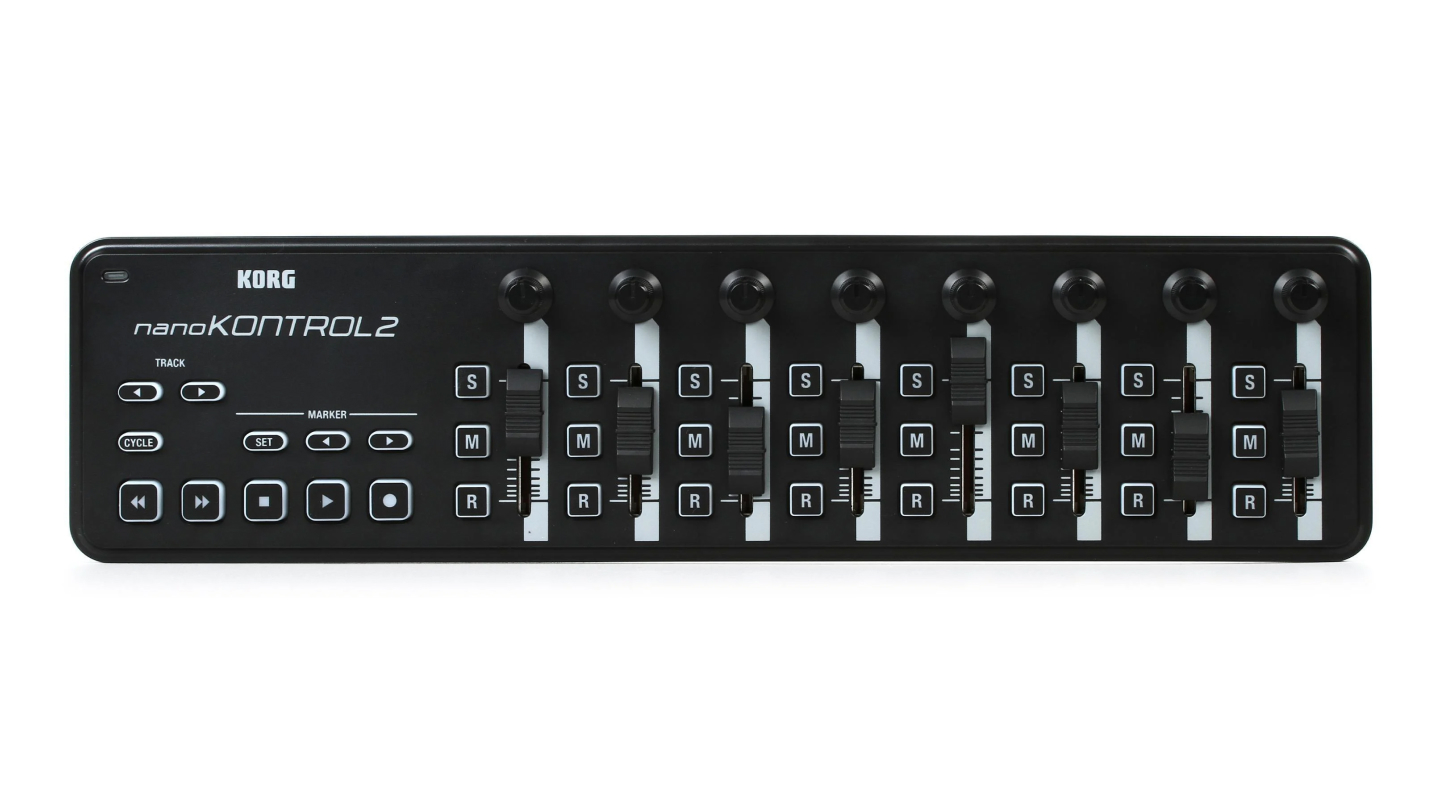 KORG
nanoKONTROL2
TRACK
MARKER
CYCLE
SET
S S S S S S S S
M M M M M M M M
R R R R R R R R